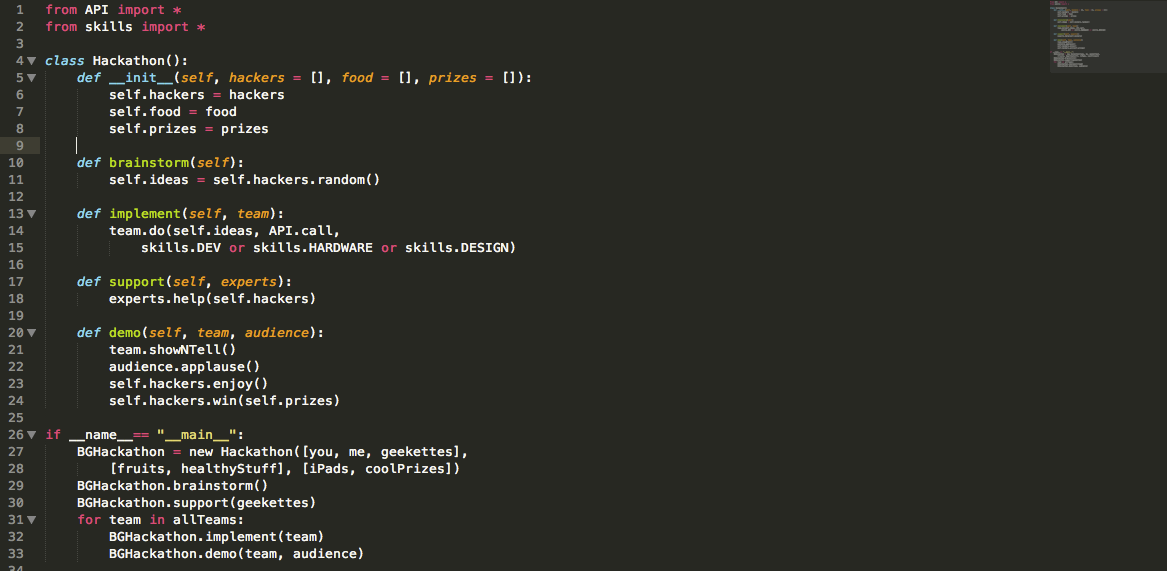 1 from API import *
2 from skills import *
3
4 class Hackathon():
5 def __init__(self, hackers = [], food = [], prizes = []):
6 self.hackers = hackers
7 self.food = food
8 self.prizes = prizes
9
10 def brainstorm(self):
11 self.ideas = self.hackers.random()
12
13 def implement(self, team):
14 team.do(self.ideas, API.call,
15 skills.DEV or skills.HARDWARE or skills.DESIGN)
16
17 def support(self, experts):
18 experts.help(self.hackers)
19
20 def demo(self, team, audience):
21 team.showNTell()
22 audience.applause()
23 self.hackers.enjoy()
24 self.hackers.win(self.prizes)
25
26 if __name__== "__main__":
27 BGHackathon = new Hackathon([you, me, geekettes],
28 [fruits, healthyStuff], [iPads, coolPrizes])
29 BGHackathon.brainstorm()
30 BGHackathon.support(geekettes)
31 for team in allTeams:
32 BGHackathon.implement(team)
33 BGHackathon.demo(team, audience)
34